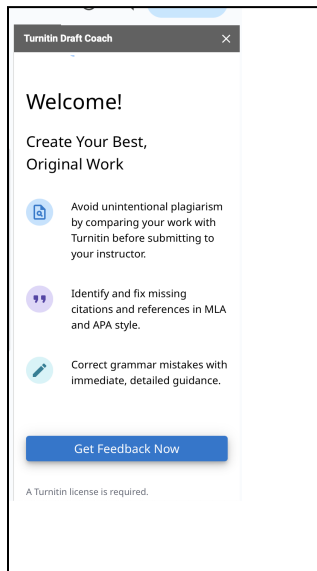 Turnitin Draft Coach
Welcome!
Create Your Best,
Original Work
Avoid unintentional plagiarism
by comparing your work with
Turnitin before submitting to
your instructor.
Identify and fix missing
citations and references in MLA
and APA style.
Correct grammar mistakes with
immediate, detailed guidance.
Get Feedback Now
A Turnitin license is required.